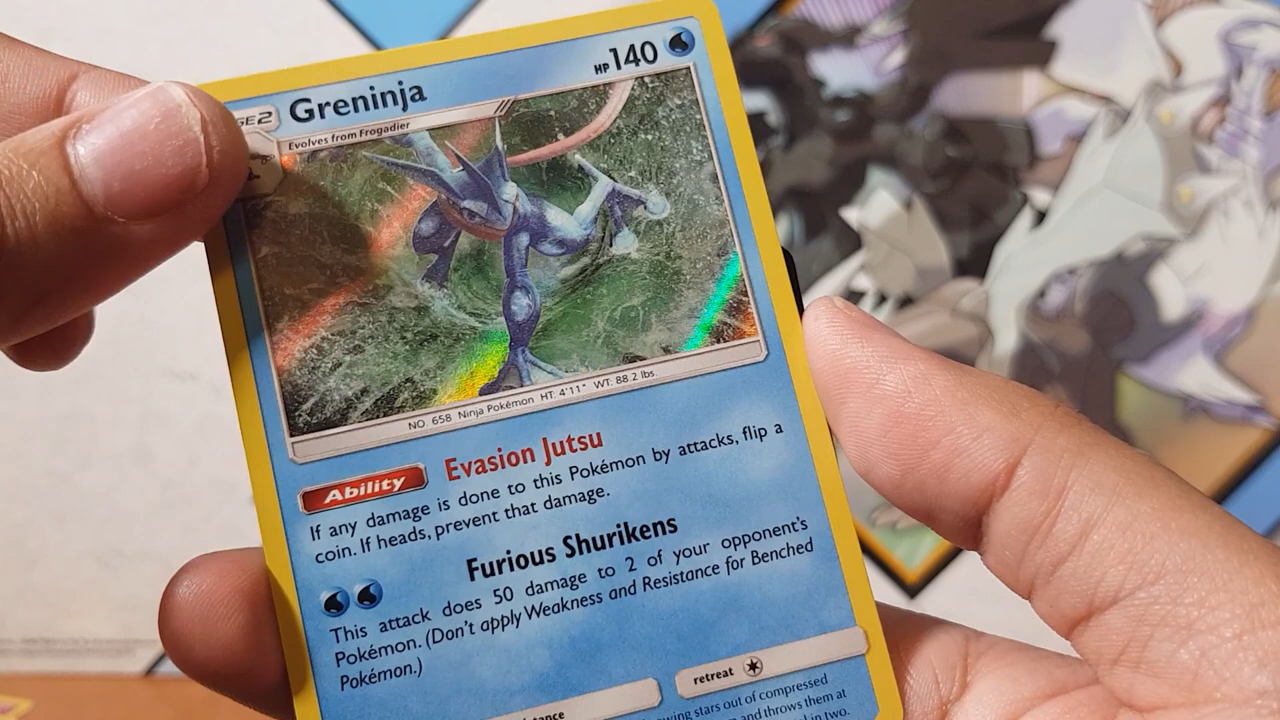 GE2 Greninja HP 140
Evolves from Frogadier
NO. 658 Ninja Pokémon HT: 4'11" WT: 88.2 lbs.
Ability Evasion Jutsu
If any damage is done to this Pokémon by attacks, flip a
coin. If heads, prevent that damage.
Furious Shurikens
This attack does 50 damage to 2 of your opponent's
Pokémon. (Don't apply Weakness and Resistance for Benched
Pokémon.)
retreat
stars out of compressed
and throws them at
in two.